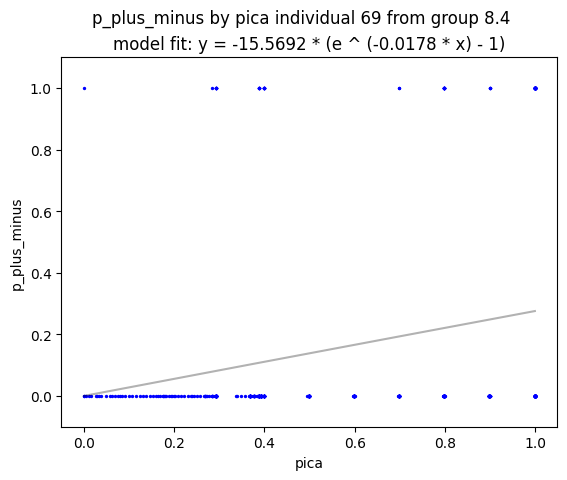 p_plus_minus by pica individual 69 from group 8.4
model fit: y = -15.5692 * (e ^ (-0.0178 * x) - 1)
1.0
0.8
0.6
0.4
0.2
0.0
p_plus_minus
0.0 0.2 0.4 0.6 0.8 1.0
pica